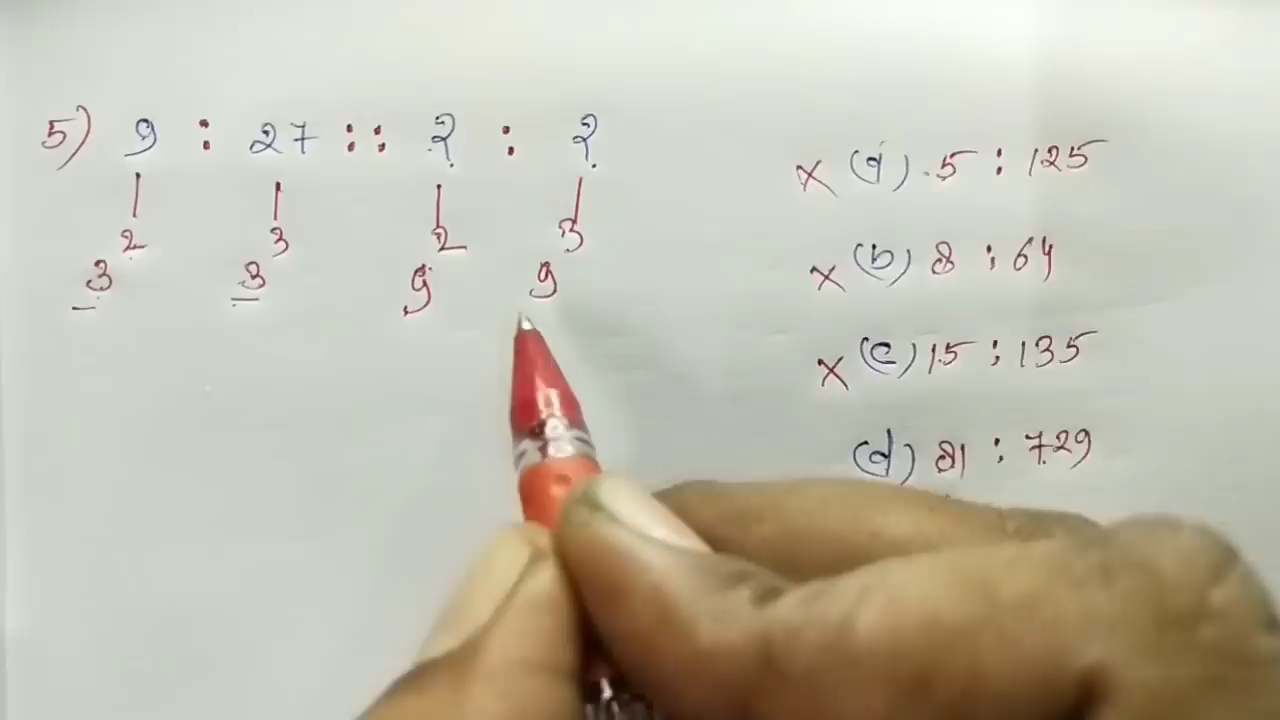 5) 9 : 27 :: ? : ?
3² 3³ 9² 9³
× (a) 5 : 125
× (b) 8 : 64
× (c) 15 : 135
(d) 81 : 729